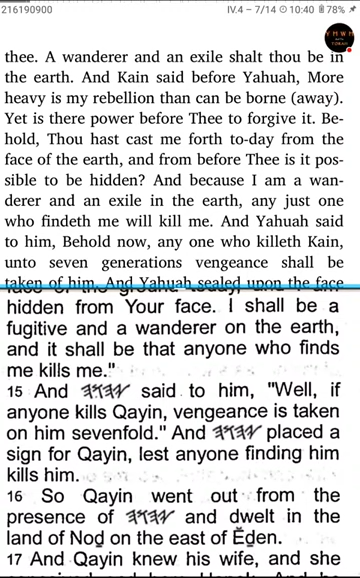 216190900 IV.4 – 7/14 10:40 78%
Y M W M
TORAH
thee. A wanderer and an exile shalt thou be in
the earth. And Kain said before Yahuah, More
heavy is my rebellion than can be borne (away).
Yet is there power before Thee to forgive it. Be-
hold, Thou hast cast me forth to-day from the
face of the earth, and from before Thee is it pos-
sible to be hidden? And because I am a wan-
derer and an exile in the earth, any just one
who findeth me will kill me. And Yahuah said
to him, Behold now, any one who killeth Kain,
unto seven generations vengeance shall be
taken of him. And Yahuah sealed upon the face
hidden from Your face. I shall be a
fugitive and a wanderer on the earth,
and it shall be that anyone who finds
me kills me."
15 And 𐤉𐤄𐤅𐤄 said to him, "Well, if
anyone kills Qayin, vengeance is taken
on him sevenfold." And 𐤉𐤄𐤅𐤄 placed a
sign for Qayin, lest anyone finding him
kills him.
16 So Qayin went out from the
presence of 𐤉𐤄𐤅𐤄 and dwelt in the
land of Noḏ on the east of Ěḏen.
17 And Qayin knew his wife, and she